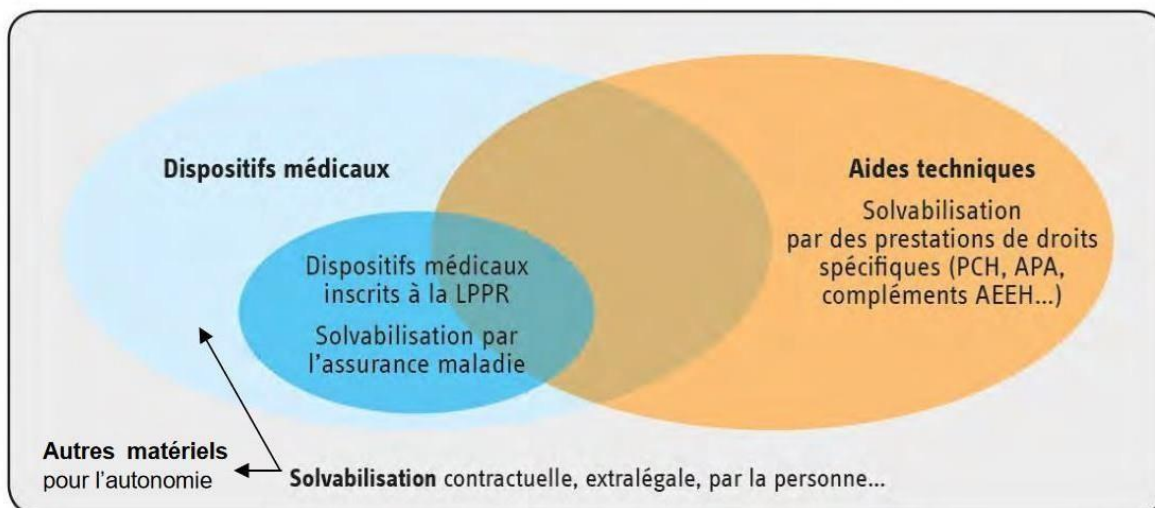 Dispositifs médicaux
Dispositifs médicaux
inscrits à la LPPR
Solvabilisation par
l'assurance maladie
Aides techniques
Solvabilisation
par des prestations de droits
spécifiques (PCH, APA,
compléments AEEH...)
Autres matériels
pour l'autonomie
Solvabilisation contractuelle, extralégale, par la personne...